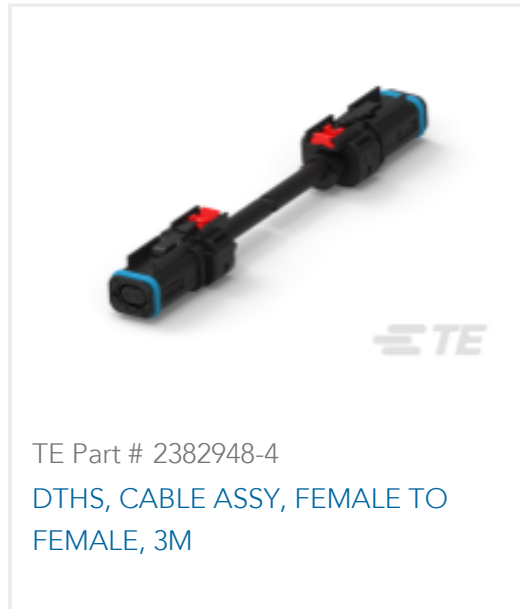 TE
TE Part # 2382948-4
DTHS, CABLE ASSY, FEMALE TO
FEMALE, 3M